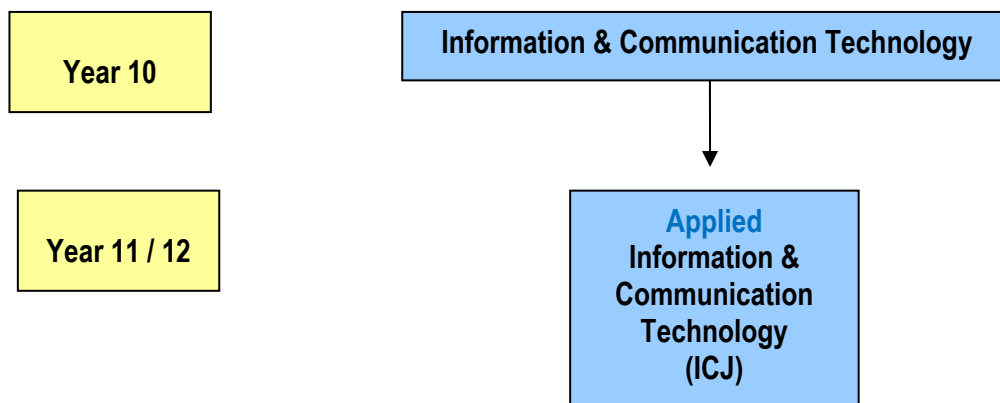 Year 10
Information & Communication Technology
Year 11 / 12
Applied
Information &
Communication
Technology
(ICJ)